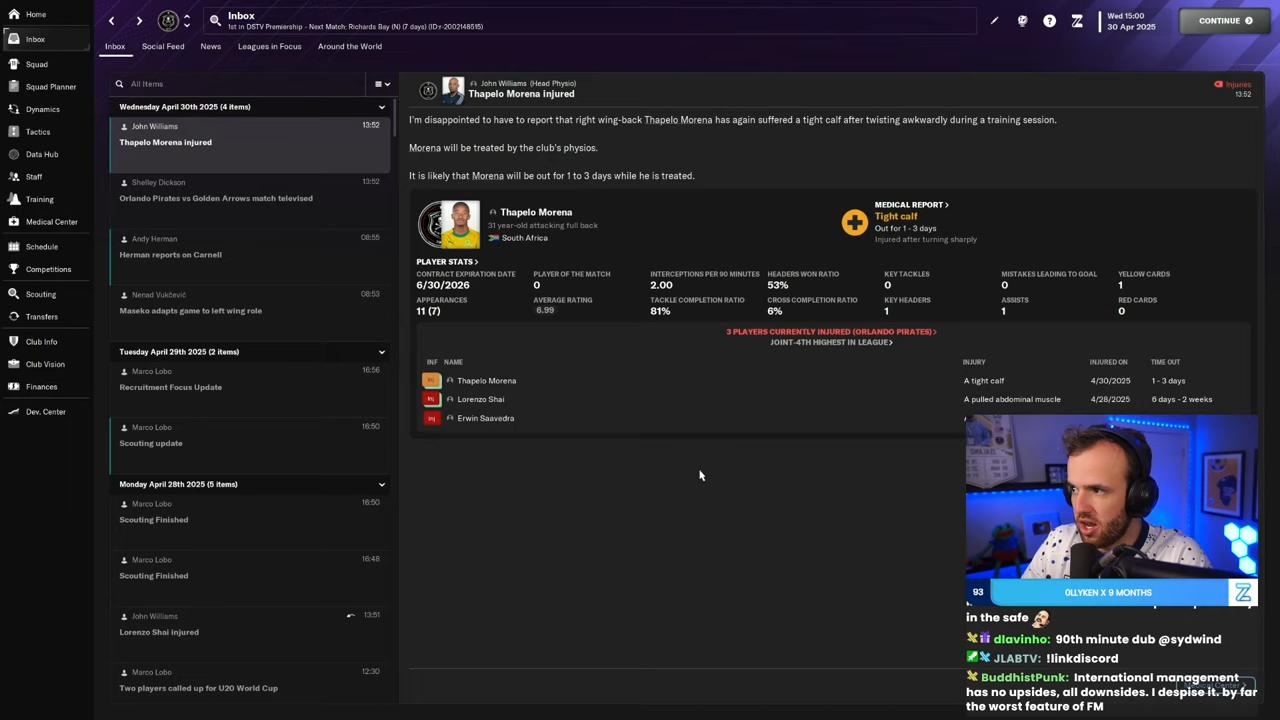 Home
Inbox
Squad
Squad Planner
Dynamics
Tactics
Data Hub
Staff
Training
Medical Center
Schedule
Competitions
Scouting
Transfers
Club Info
Club Vision
Finances
Dev. Center
Inbox
1st in DSTV Premiership - Next Match: Richards Bay (N) (7 days) (ID:r-2002148515)
Wed 15:00
30 Apr 2025
CONTINUE
Inbox
Social Feed
News
Leagues in Focus
Around the World
All Items
Wednesday April 30th 2025 (4 items)
John Williams 13:52
Thapelo Morena injured
Shelley Dickson 13:52
Orlando Pirates vs Golden Arrows match televised
Andy Herman 08:55
Herman reports on Carnell
Nenad Vukčević 08:53
Maseko adapts game to left wing role
Tuesday April 29th 2025 (2 items)
Marco Lobo 16:56
Recruitment Focus Update
Marco Lobo 16:50
Scouting update
Monday April 28th 2025 (5 items)
Marco Lobo 16:50
Scouting Finished
Marco Lobo 16:48
Scouting Finished
John Williams 13:51
Lorenzo Shai injured
Marco Lobo 12:30
Two players called up for U20 World Cup
John Williams (Head Physio)
Thapelo Morena injured
Injuries
13:52
I'm disappointed to have to report that right wing-back Thapelo Morena has again suffered a tight calf after twisting awkwardly during a training session.
Morena will be treated by the club's physios.
It is likely that Morena will be out for 1 to 3 days while he is treated.
Thapelo Morena
31 year-old attacking full back
South Africa
MEDICAL REPORT >
Tight calf
Out for 1 - 3 days
Injured after turning sharply
PLAYER STATS >
CONTRACT EXPIRATION DATE PLAYER OF THE MATCH INTERCEPTIONS PER 90 MINUTES HEADERS WON RATIO KEY TACKLES MISTAKES LEADING TO GOAL YELLOW CARDS
6/30/2026 0 2.00 53% 0 0 1
APPEARANCES AVERAGE RATING TACKLE COMPLETION RATIO CROSS COMPLETION RATIO KEY HEADERS ASSISTS RED CARDS
11 (7) 6.99 81% 6% 1 1 0
3 PLAYERS CURRENTLY INJURED (ORLANDO PIRATES) >
JOINT-4TH HIGHEST IN LEAGUE >
INF NAME INJURY INJURED ON TIME OUT
Inj Thapelo Morena A tight calf 4/30/2025 1 - 3 days
Inj Lorenzo Shai A pulled abdominal muscle 4/28/2025 6 days - 2 weeks
Inj Erwin Saavedra
93 0LLYKEN X 9 MONTHS
in the safe
dlavinho: 90th minute dub @sydwind
JLABTV: !linkdiscord
BuddhistPunk: International management
has no upsides, all downsides. I despise it. by far
the worst feature of FM